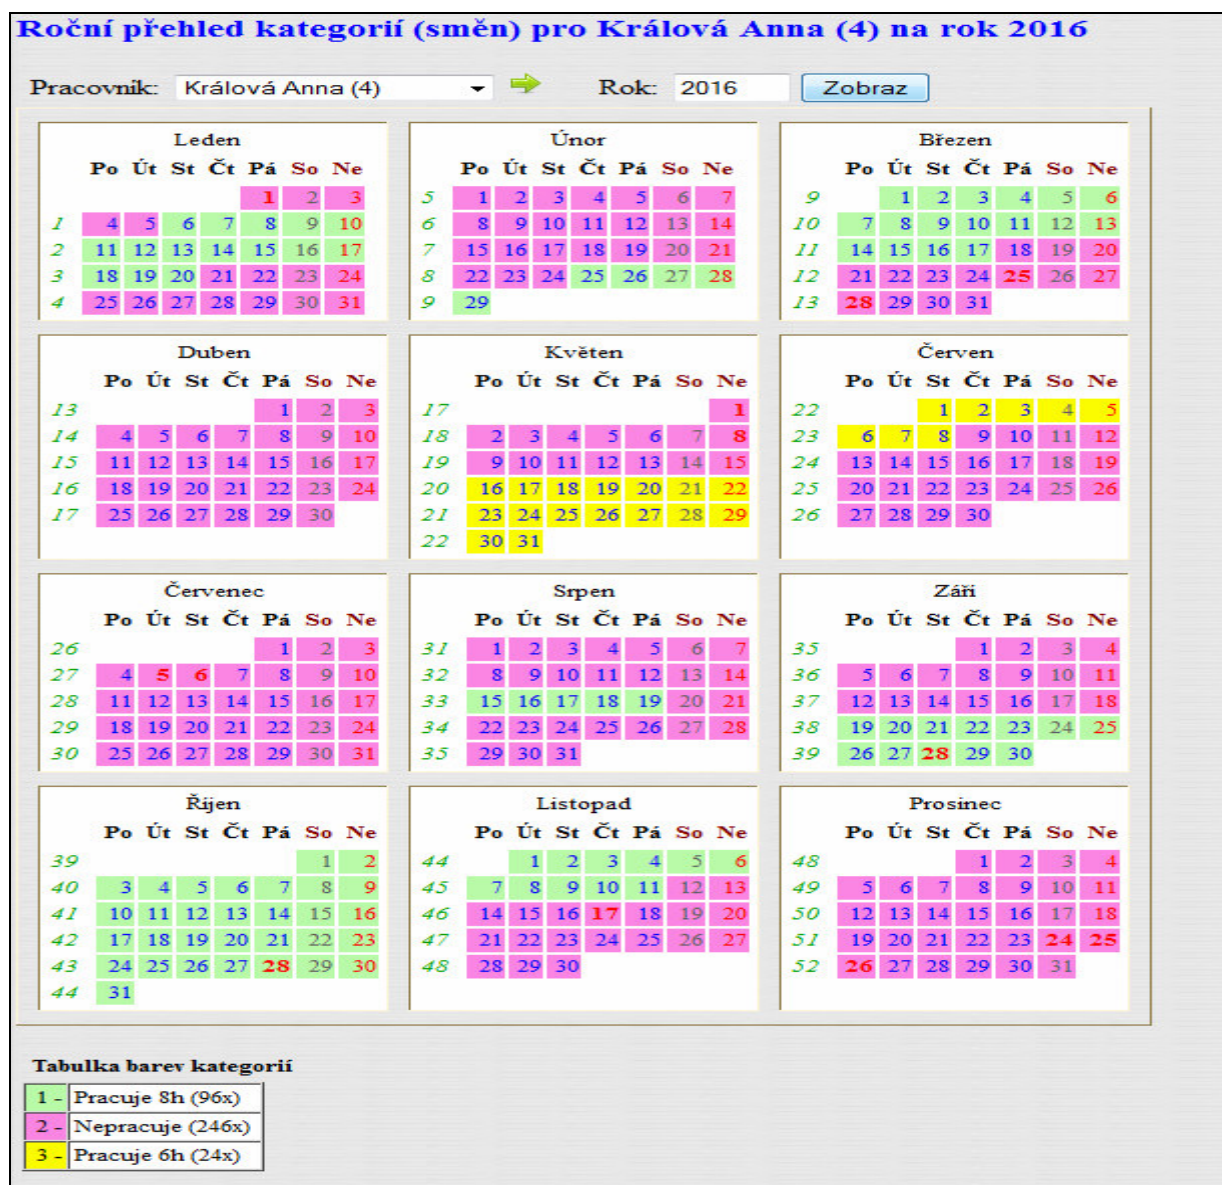 Roční přehled kategorií (směn) pro Králová Anna (4) na rok 2016
Pracovník: Králová Anna (4) Rok: 2016 Zobraz
Leden
Po Út St Čt Pá So Ne
1 2 3
1 4 5 6 7 8 9 10
2 11 12 13 14 15 16 17
3 18 19 20 21 22 23 24
4 25 26 27 28 29 30 31
Únor
Po Út St Čt Pá So Ne
5 1 2 3 4 5 6 7
6 8 9 10 11 12 13 14
7 15 16 17 18 19 20 21
8 22 23 24 25 26 27 28
9 29
Březen
Po Út St Čt Pá So Ne
9 1 2 3 4 5 6
10 7 8 9 10 11 12 13
11 14 15 16 17 18 19 20
12 21 22 23 24 25 26 27
13 28 29 30 31
Duben
Po Út St Čt Pá So Ne
13 1 2 3
14 4 5 6 7 8 9 10
15 11 12 13 14 15 16 17
16 18 19 20 21 22 23 24
17 25 26 27 28 29 30
Květen
Po Út St Čt Pá So Ne
17 1
18 2 3 4 5 6 7 8
19 9 10 11 12 13 14 15
20 16 17 18 19 20 21 22
21 23 24 25 26 27 28 29
22 30 31
Červen
Po Út St Čt Pá So Ne
22 1 2 3 4 5
23 6 7 8 9 10 11 12
24 13 14 15 16 17 18 19
25 20 21 22 23 24 25 26
26 27 28 29 30
Červenec
Po Út St Čt Pá So Ne
26 1 2 3
27 4 5 6 7 8 9 10
28 11 12 13 14 15 16 17
29 18 19 20 21 22 23 24
30 25 26 27 28 29 30 31
Srpen
Po Út St Čt Pá So Ne
31 1 2 3 4 5 6 7
32 8 9 10 11 12 13 14
33 15 16 17 18 19 20 21
34 22 23 24 25 26 27 28
35 29 30 31
Září
Po Út St Čt Pá So Ne
35 1 2 3 4
36 5 6 7 8 9 10 11
37 12 13 14 15 16 17 18
38 19 20 21 22 23 24 25
39 26 27 28 29 30
Říjen
Po Út St Čt Pá So Ne
39 1 2
40 3 4 5 6 7 8 9
41 10 11 12 13 14 15 16
42 17 18 19 20 21 22 23
43 24 25 26 27 28 29 30
44 31
Listopad
Po Út St Čt Pá So Ne
44 1 2 3 4 5 6
45 7 8 9 10 11 12 13
46 14 15 16 17 18 19 20
47 21 22 23 24 25 26 27
48 28 29 30
Prosinec
Po Út St Čt Pá So Ne
48 1 2 3 4
49 5 6 7 8 9 10 11
50 12 13 14 15 16 17 18
51 19 20 21 22 23 24 25
52 26 27 28 29 30 31
Tabulka barev kategorií
1 - Pracuje 8h (96x)
2 - Nepracuje (246x)
3 - Pracuje 6h (24x)